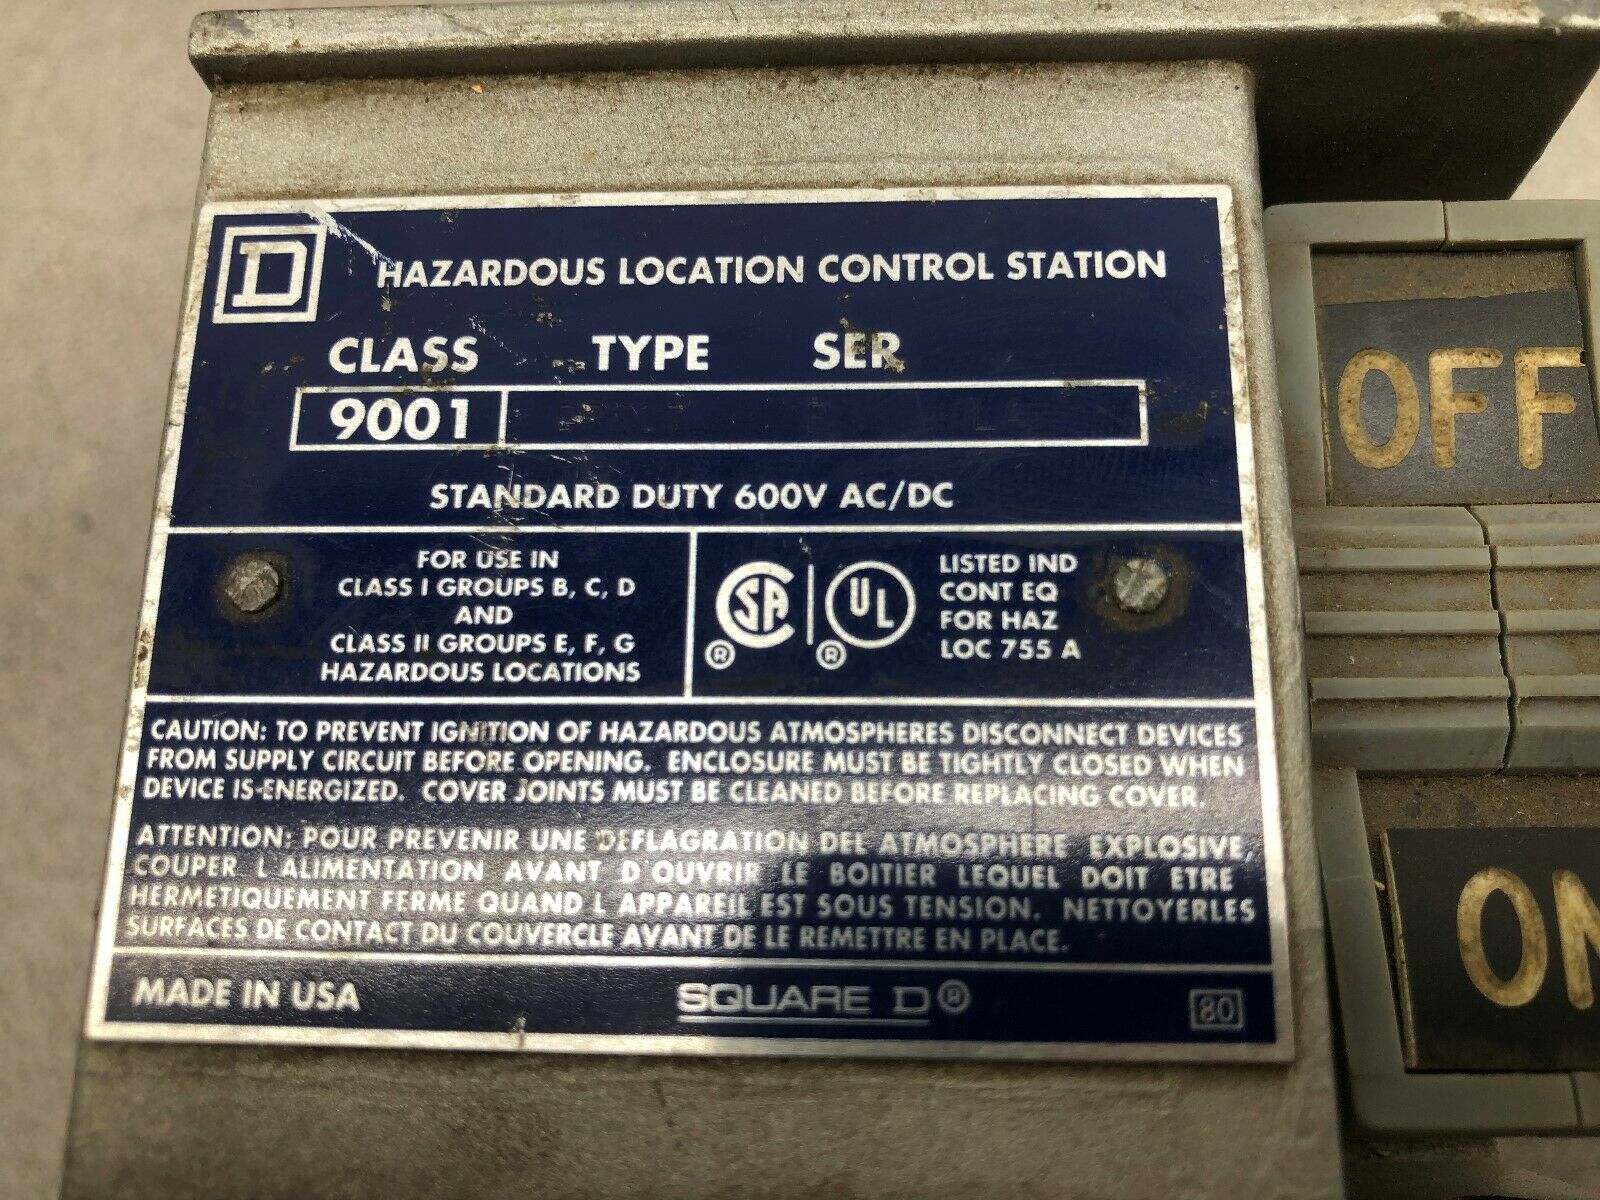 D
HAZARDOUS LOCATION CONTROL STATION
CLASS TYPE SER
9001
STANDARD DUTY 600V AC/DC
FOR USE IN
CLASS I GROUPS B, C, D
AND
CLASS II GROUPS E, F, G
HAZARDOUS LOCATIONS
SA ®
UL ®
LISTED IND
CONT EQ
FOR HAZ
LOC 755 A
CAUTION: TO PREVENT IGNITION OF HAZARDOUS ATMOSPHERES DISCONNECT DEVICES
FROM SUPPLY CIRCUIT BEFORE OPENING. ENCLOSURE MUST BE TIGHTLY CLOSED WHEN
DEVICE IS ENERGIZED. COVER JOINTS MUST BE CLEANED BEFORE REPLACING COVER.
ATTENTION: POUR PREVENIR UNE DEFLAGRATION DEL ATMOSPHERE EXPLOSIVE,
COUPER L ALIMENTATION AVANT D OUVRIR LE BOITIER LEQUEL DOIT ETRE
HERMETIQUEMENT FERME QUAND L APPAREIL EST SOUS TENSION. NETTOYERLES
SURFACES DE CONTACT DU COUVERCLE AVANT DE LE REMETTRE EN PLACE.
MADE IN USA
SQUARE D®
80
OFF
ON